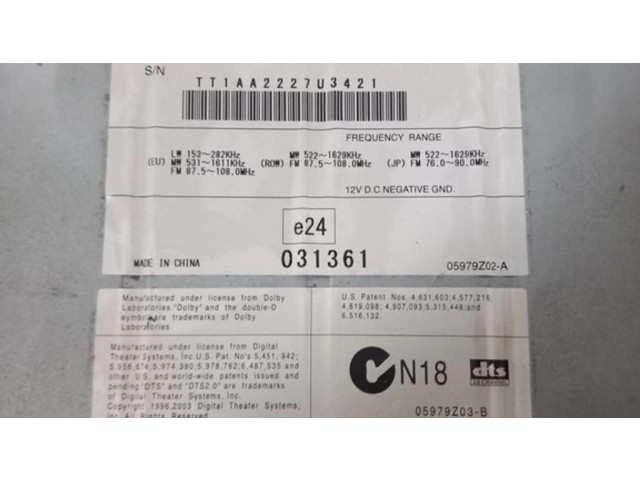 S/N
TT1AA2227U3421
FREQUENCY RANGE
(EU) LW 153~282KHz MW 531~1611KHz FM 87.5~108.0MHz
(ROW) MW 522~1629KHz FM 87.5~108.0MHz
(JP) MW 522~1629KHz FM 76.0~90.0MHz
12V D.C.NEGATIVE GND.
e24
MADE IN CHINA
031361
05979Z02-A
Manufactured under license from Dolby
Laboratories."Dolby" and the double-D
symbol are trademarks of Dolby
Laboratories.
U.S. Patent Nos. 4,631,603;4,577,216,
4,819,098; 4,907,093;5,315,448;and
6,516,132.
Manufactured under license from Digital
Theater Systems, Inc.U.S. Pat. No's.5,451, 942;
5,956,674;5,974,380;5,978,762;6,487,535 and
other U.S. and world-wide patents issued and
pending."DTS" and "DTS2.0" are trademarks
of Digital Theater Systems, Inc.
Copyright 1996,2003 Digital Theater Systems,
Inc. All Rights Reserved.
N18
dts
05979Z03-B